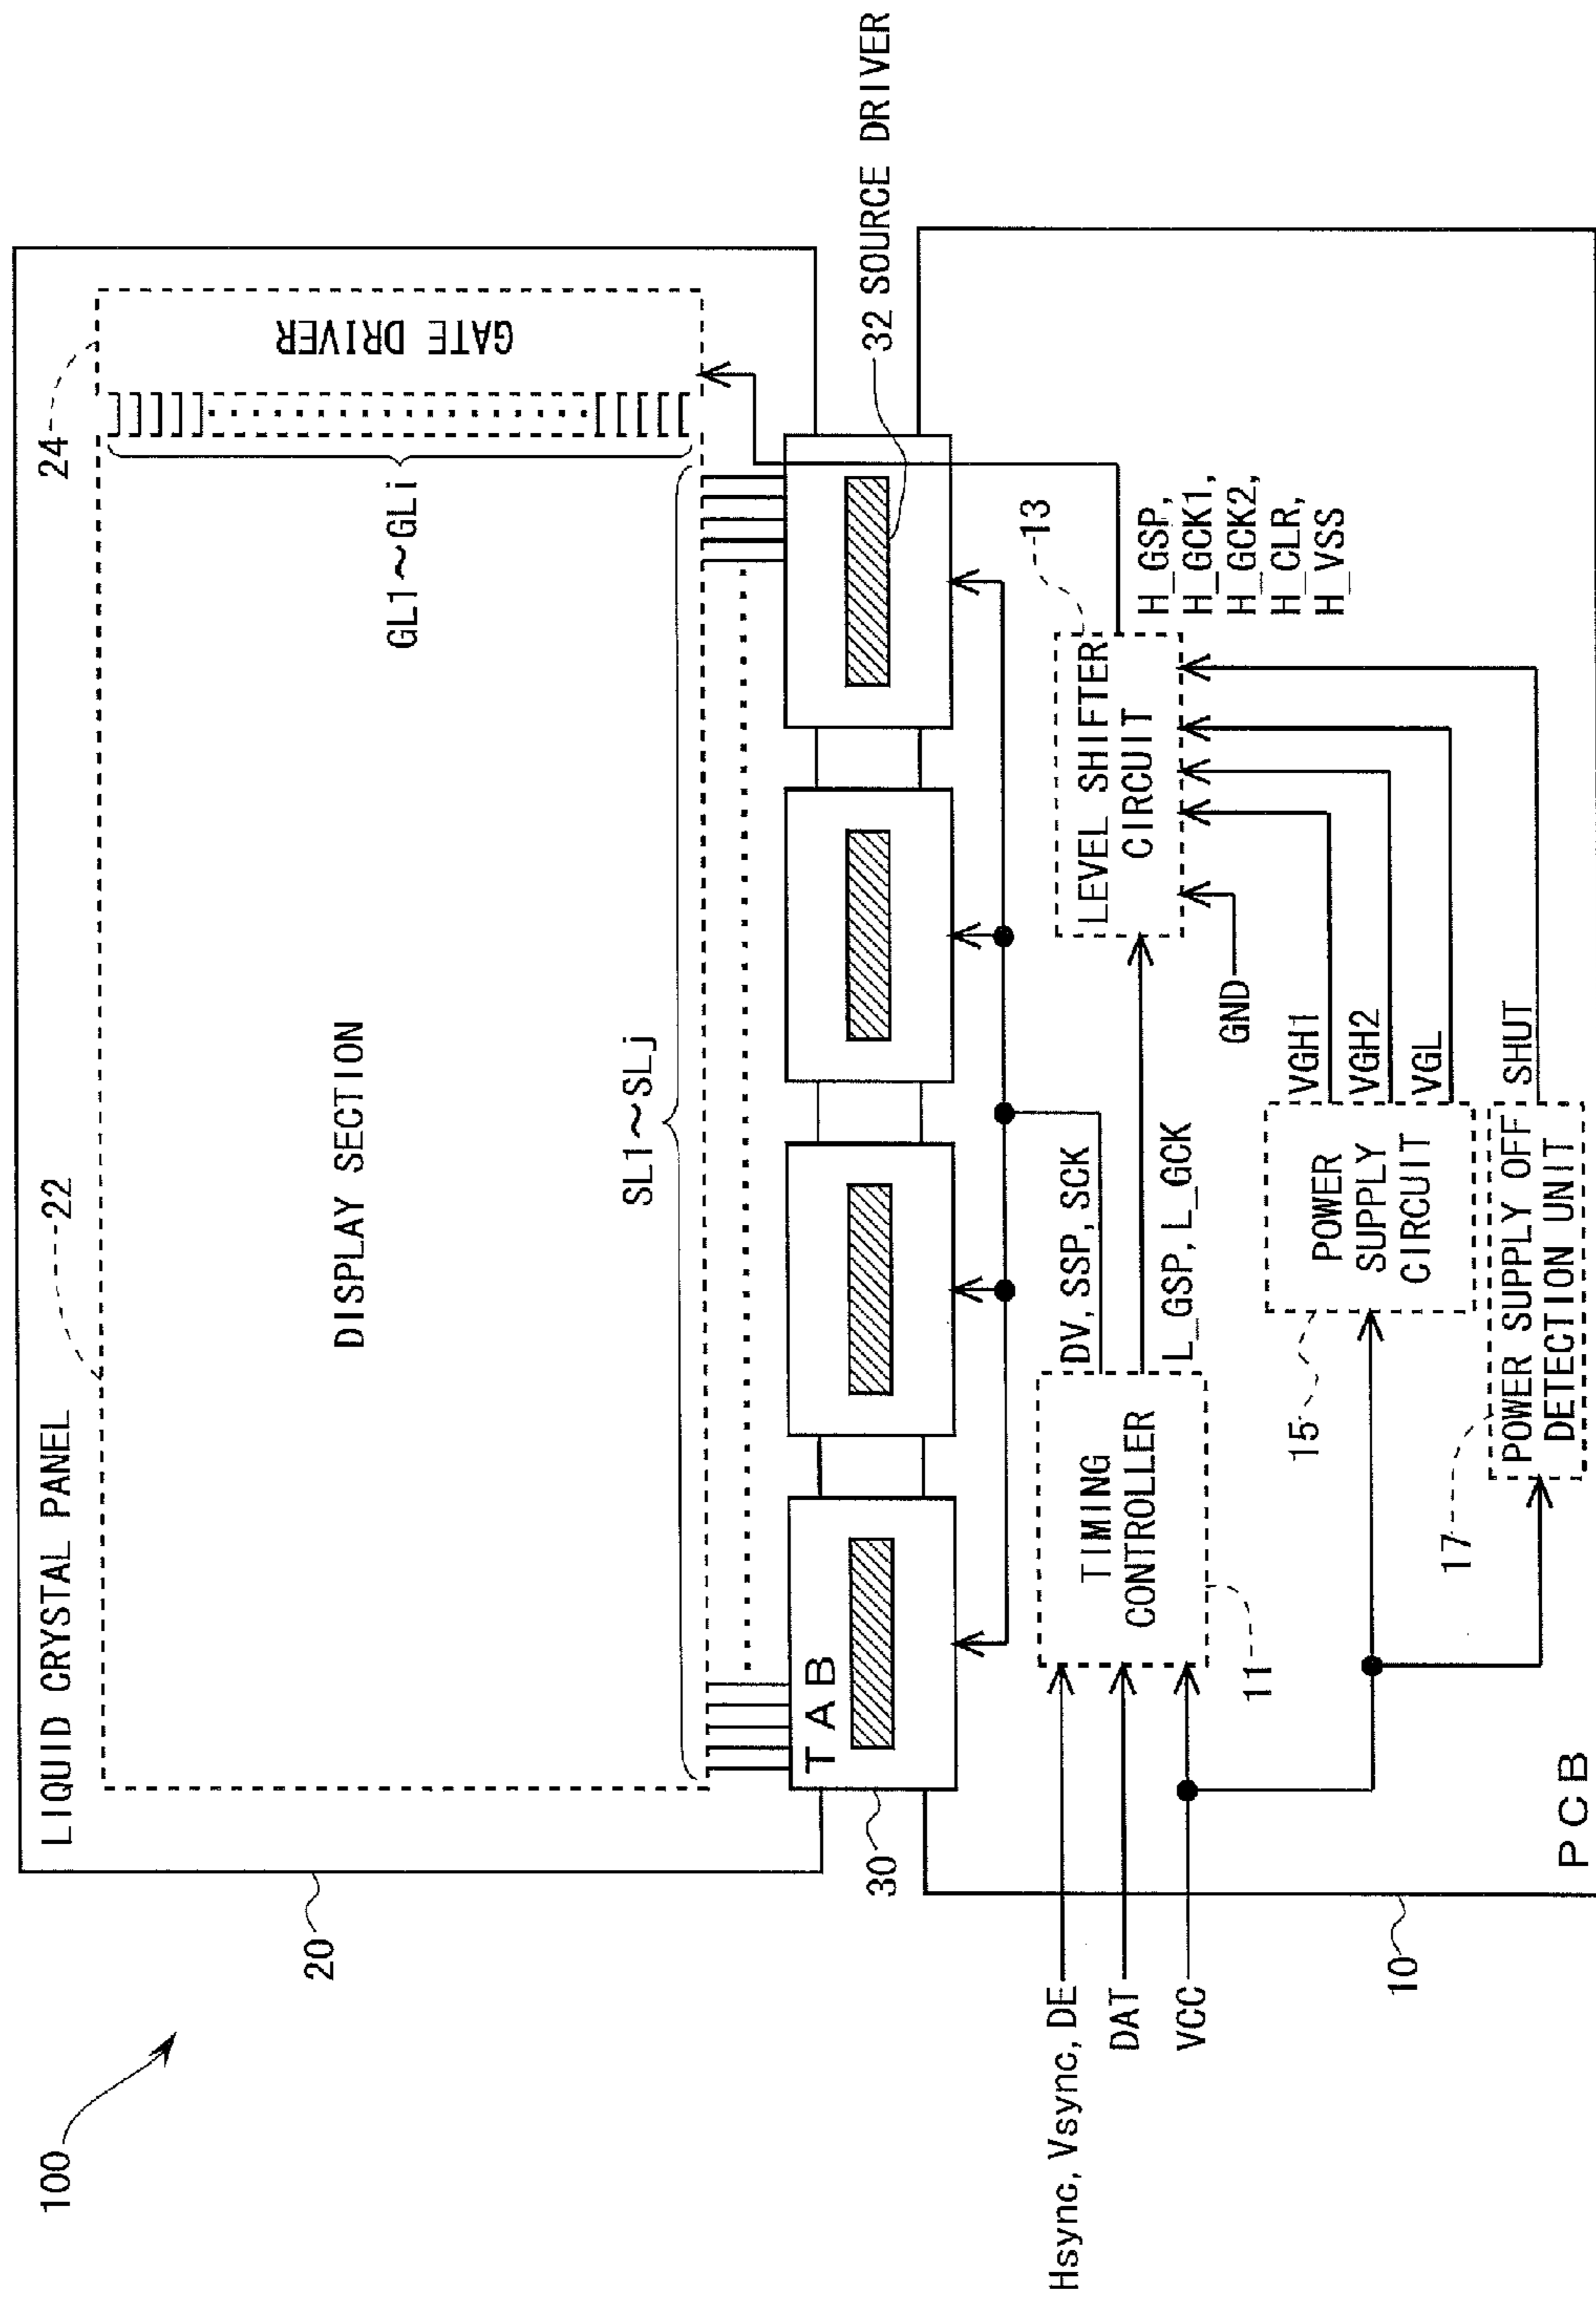 100
20
LIQUID CRYSTAL PANEL
22
24
DISPLAY SECTION
GATE DRIVER
GL1~GLi
SL1~SLj
30
TAB
32 SOURCE DRIVER
Hsync, Vsync, DE
DAT
VCC
TIMING
CONTROLLER
11
DV, SSP, SCK
L_GSP, L_GCK
LEVEL SHIFTER
CIRCUIT
13
H_GSP,
H_GCK1,
H_GCK2,
H_CLR,
H_VSS
GND
15
POWER
SUPPLY
CIRCUIT
VGH1
VGH2
VGL
17
POWER SUPPLY OFF
DETECTION UNIT
SHUT
10
PCB